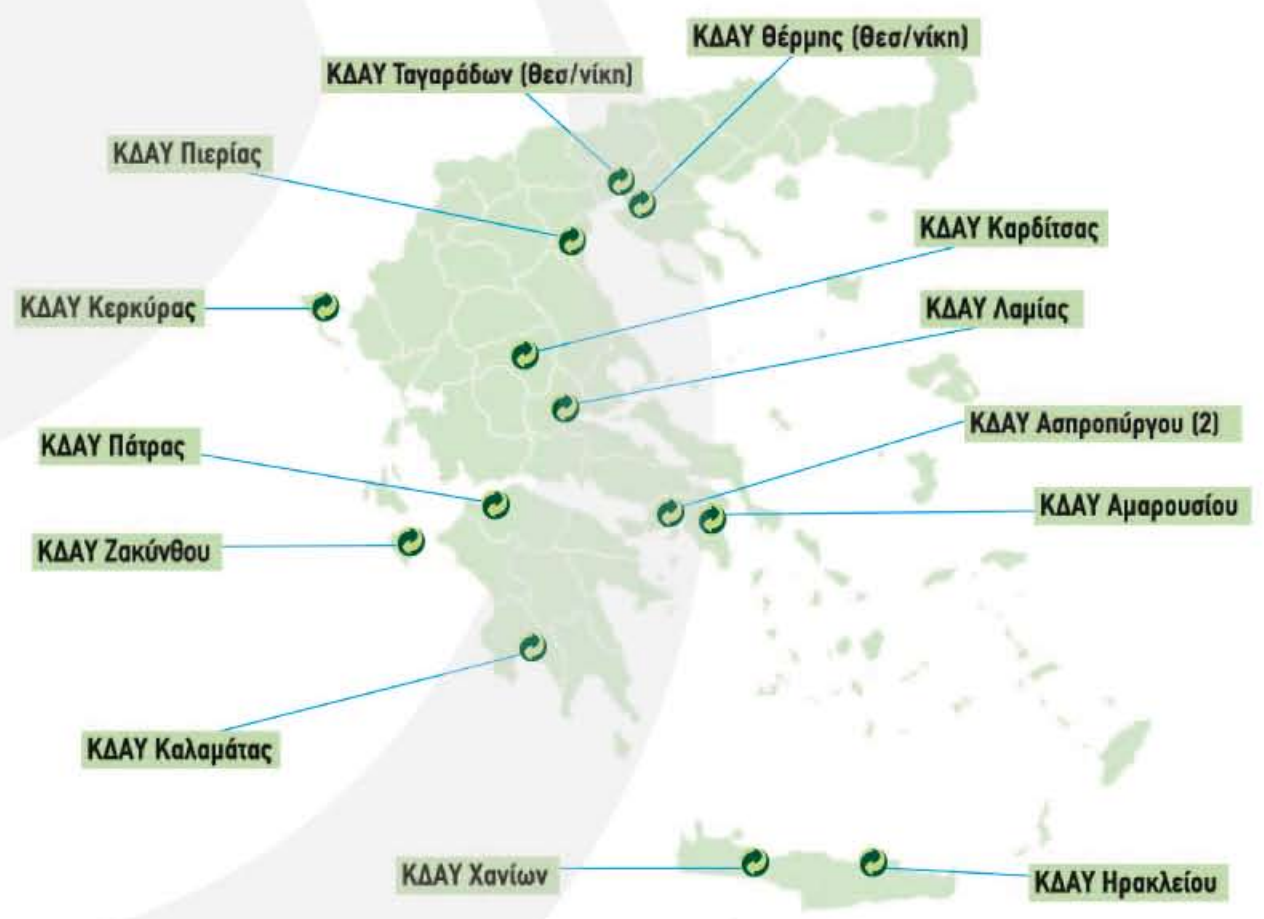 ΚΔΑΥ Θέρμης (Θεσ/νίκη)
ΚΔΑΥ Ταγαράδων (Θεσ/νίκη)
ΚΔΑΥ Πιερίας
ΚΔΑΥ Καρδίτσας
ΚΔΑΥ Κερκύρας
ΚΔΑΥ Λαμίας
ΚΔΑΥ Ασπροπύργου (2)
ΚΔΑΥ Πάτρας
ΚΔΑΥ Αμαρουσίου
ΚΔΑΥ Ζακύνθου
ΚΔΑΥ Καλαμάτας
ΚΔΑΥ Χανίων
ΚΔΑΥ Ηρακλείου